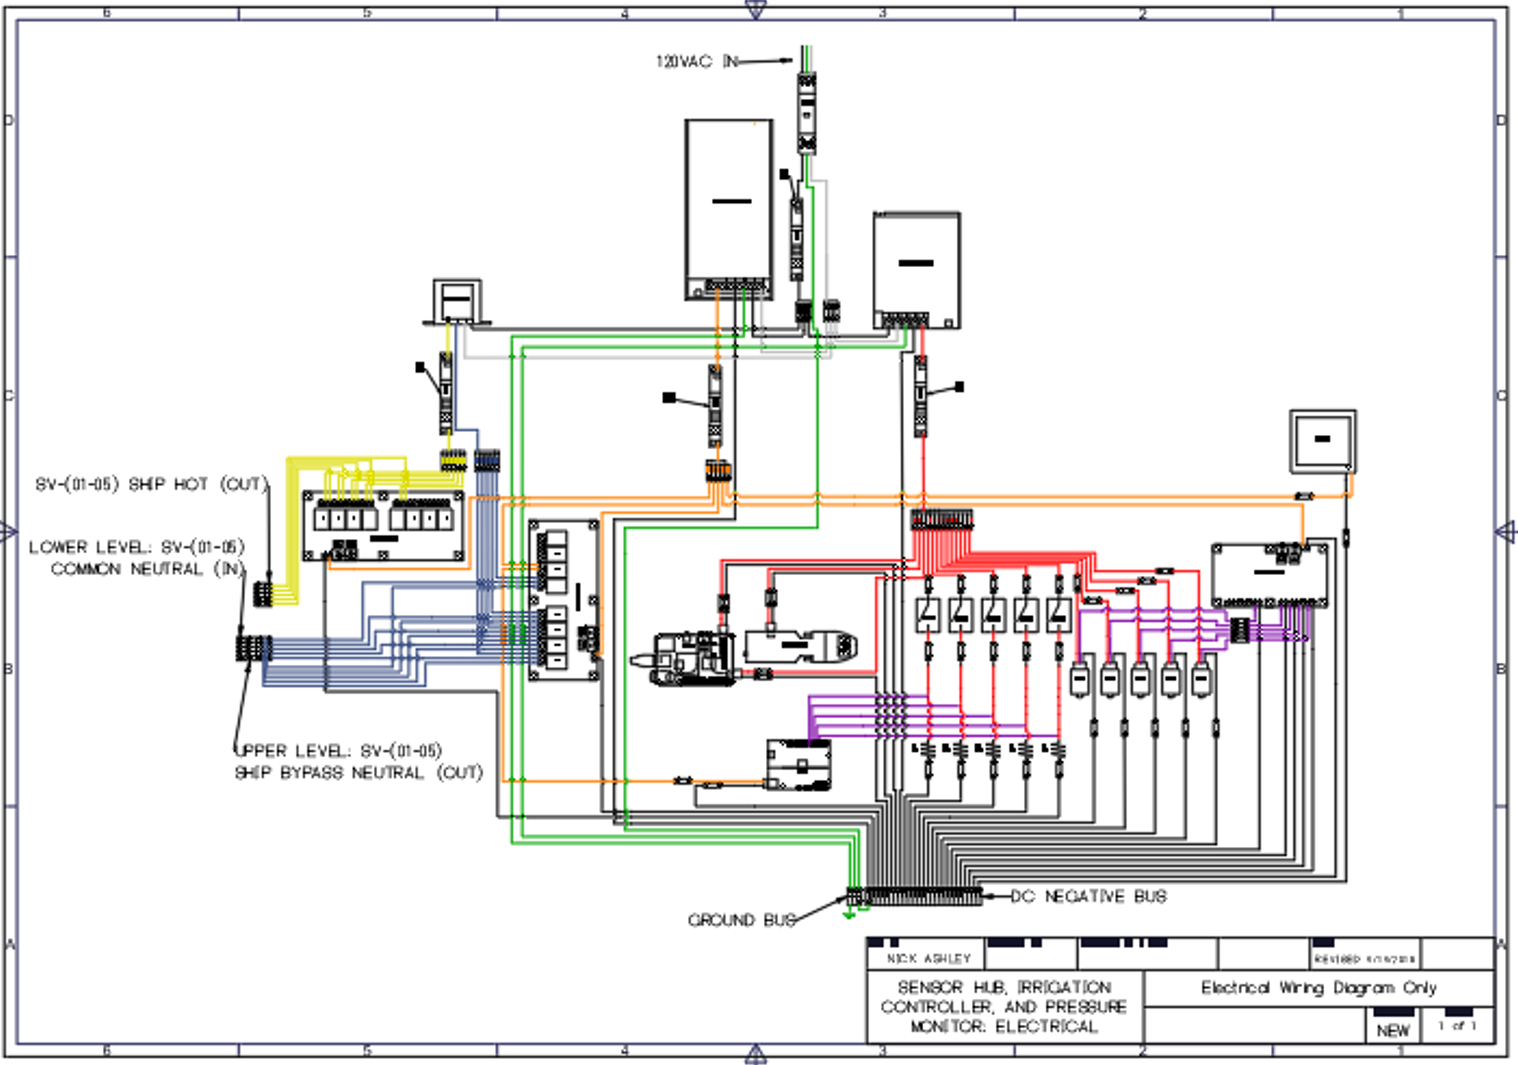 6 5 4 3 2 1
120VAC IN
D D
C C
SV-(01-05) SHIP HOT (OUT)
LOWER LEVEL: SV-(01-05)
COMMON NEUTRAL (IN)
B B
UPPER LEVEL: SV-(01-05)
SHIP BYPASS NEUTRAL (OUT)
DC NEGATIVE BUS
GROUND BUS
A A
NICK ASHLEY
REVISED
SENSOR HUB, IRRIGATION
CONTROLLER, AND PRESSURE
MONITOR: ELECTRICAL
Electrical Wiring Diagram Only
NEW
1 of 1
6 5 4 3 2 1